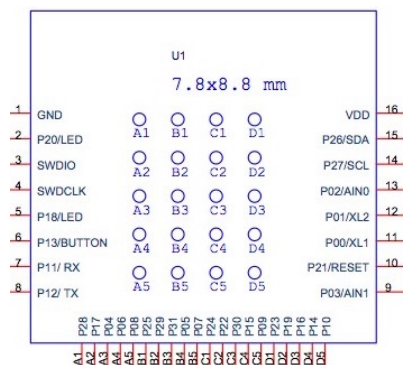 U1
7.8x8.8 mm
1 GND VDD 16
2 P20/LED P26/SDA 15
3 SWDIO P27/SCL 14
4 SWDCLK P02/AIN0 13
5 P18/LED P01/XL2 12
6 P13/BUTTON P00/XL1 11
7 P11/ RX P21/RESET 10
8 P12/ TX P03/AIN1 9
A1 B1 C1 D1
A2 B2 C2 D2
A3 B3 C3 D3
A4 B4 C4 D4
A5 B5 C5 D5
P28 P17 P04 P06 P08 P25 P29 P31 P05 P07 P24 P22 P30 P15 P09 P23 P19 P16 P14 P10
A1 A2 A3 A4 A5 B1 B2 B3 B4 B5 C1 C2 C3 C4 C5 D1 D2 D3 D4 D5